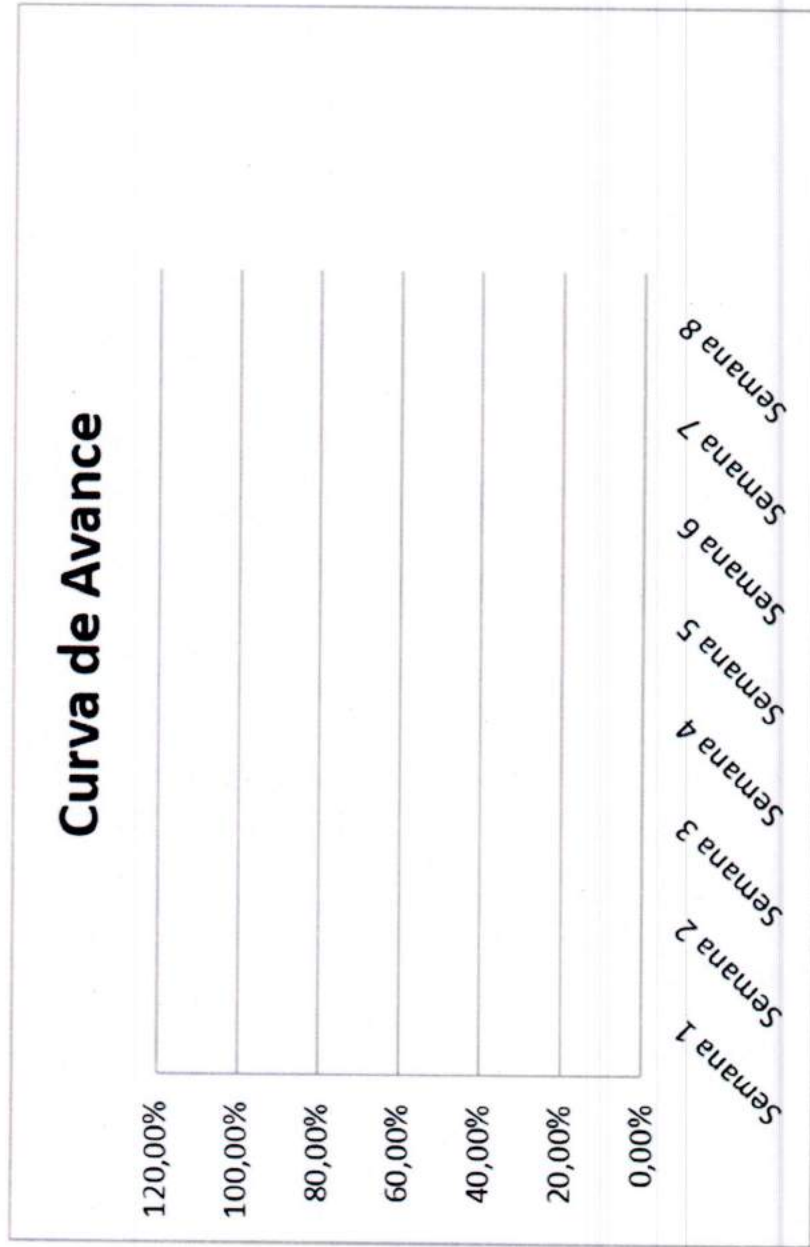 Curva de Avance
120,00%
100,00%
80,00%
60,00%
40,00%
20,00%
0,00%
Semana 1
Semana 2
Semana 3
Semana 4
Semana 5
Semana 6
Semana 7
Semana 8